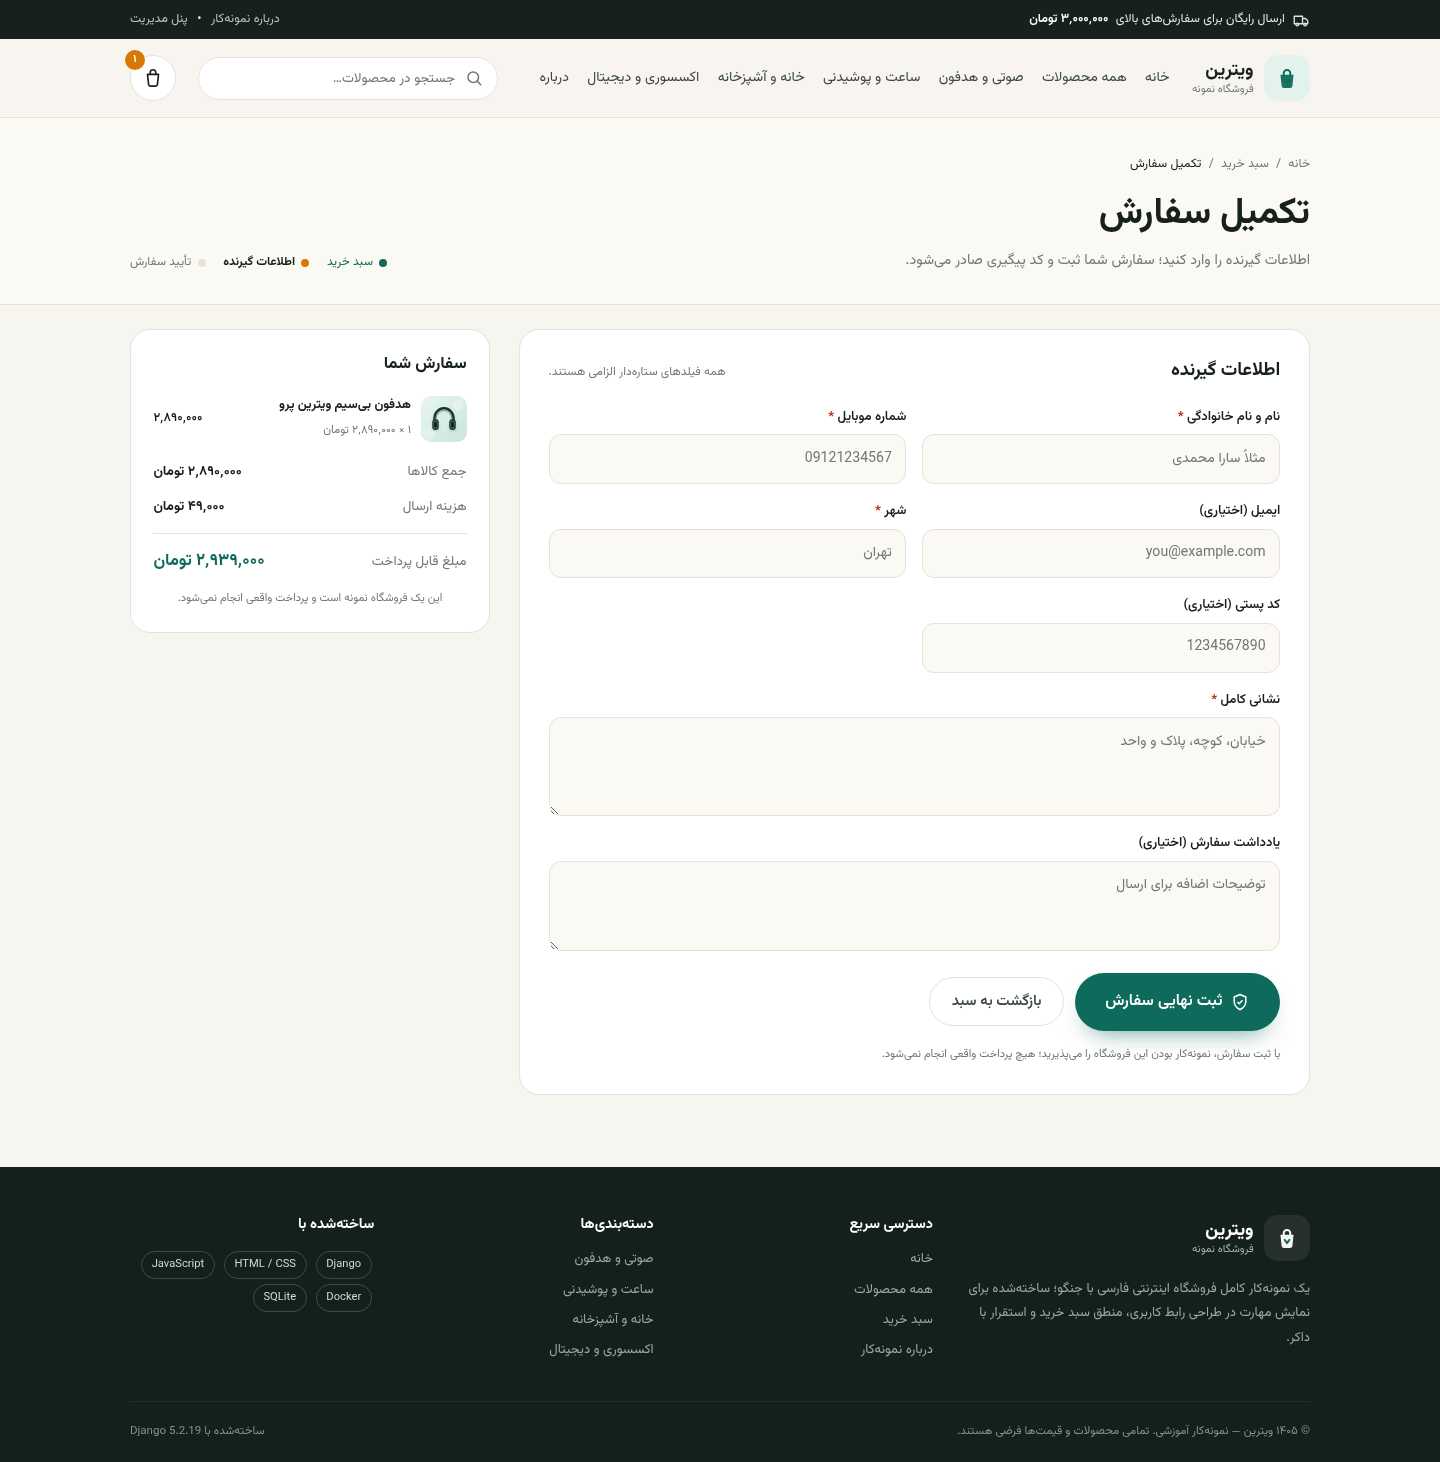 ارسال رایگان برای سفارش‌های بالای ۳,۰۰۰,۰۰۰ تومان
درباره نمونه‌کار • پنل مدیریت
ویترین
فروشگاه نمونه
خانه همه محصولات صوتی و هدفون ساعت و پوشیدنی خانه و آشپزخانه اکسسوری و دیجیتال درباره
جستجو در محصولات...
۱
خانه / سبد خرید / تکمیل سفارش
تکمیل سفارش
اطلاعات گیرنده را وارد کنید؛ سفارش شما ثبت و کد پیگیری صادر می‌شود.
سبد خرید اطلاعات گیرنده تأیید سفارش
اطلاعات گیرنده
همه فیلدهای ستاره‌دار الزامی هستند.
نام و نام خانوادگی *
مثلاً سارا محمدی
شماره موبایل *
09121234567
ایمیل (اختیاری)
you@example.com
شهر *
تهران
کد پستی (اختیاری)
1234567890
نشانی کامل *
خیابان، کوچه، پلاک و واحد
یادداشت سفارش (اختیاری)
توضیحات اضافه برای ارسال
ثبت نهایی سفارش
بازگشت به سبد
با ثبت سفارش، نمونه‌کار بودن این فروشگاه را می‌پذیرید؛ هیچ پرداخت واقعی انجام نمی‌شود.
سفارش شما
هدفون بی‌سیم ویترین پرو
۱ × ۲,۸۹۰,۰۰۰ تومان
۲,۸۹۰,۰۰۰
جمع کالاها ۲,۸۹۰,۰۰۰ تومان
هزینه ارسال ۴۹,۰۰۰ تومان
مبلغ قابل پرداخت ۲,۹۳۹,۰۰۰ تومان
این یک فروشگاه نمونه است و پرداخت واقعی انجام نمی‌شود.
ویترین
فروشگاه نمونه
یک نمونه‌کار کامل فروشگاه اینترنتی فارسی با جنگو؛ ساخته‌شده برای
نمایش مهارت در طراحی رابط کاربری، منطق سبد خرید و استقرار با
داکر.
دسترسی سریع
خانه
همه محصولات
سبد خرید
درباره نمونه‌کار
دسته‌بندی‌ها
صوتی و هدفون
ساعت و پوشیدنی
خانه و آشپزخانه
اکسسوری و دیجیتال
ساخته‌شده با
Django HTML / CSS JavaScript
Docker SQLite
© ۱۴۰۵ ویترین — نمونه‌کار آموزشی. تمامی محصولات و قیمت‌ها فرضی هستند.
ساخته‌شده با Django 5.2.19